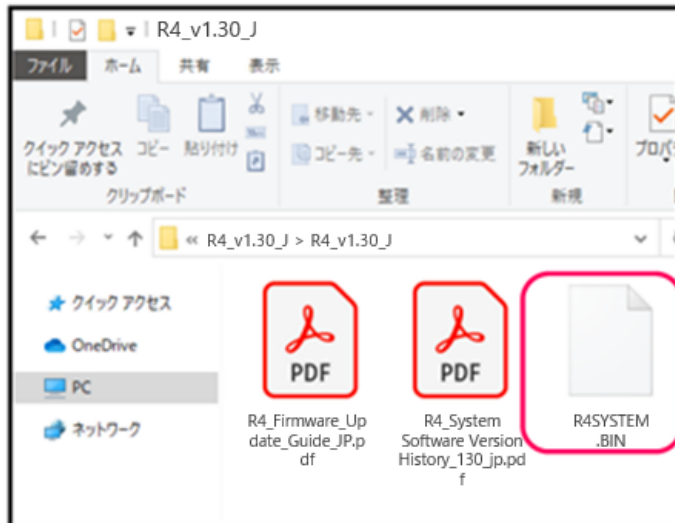 R4_v1.30_J
ファイル ホーム 共有 表示
クイック アクセス
にピン留めする
コピー
貼り付け
移動先
コピー先
削除
名前の変更
新しい
フォルダー
プロパ
クリップボード
整理
新規
« R4_v1.30_J > R4_v1.30_J
クイック アクセス
OneDrive
PC
ネットワーク
PDF
R4_Firmware_Up
date_Guide_JP.p
df
PDF
R4_System
Software Version
History_130_jp.pd
f
R4SYSTEM
.BIN